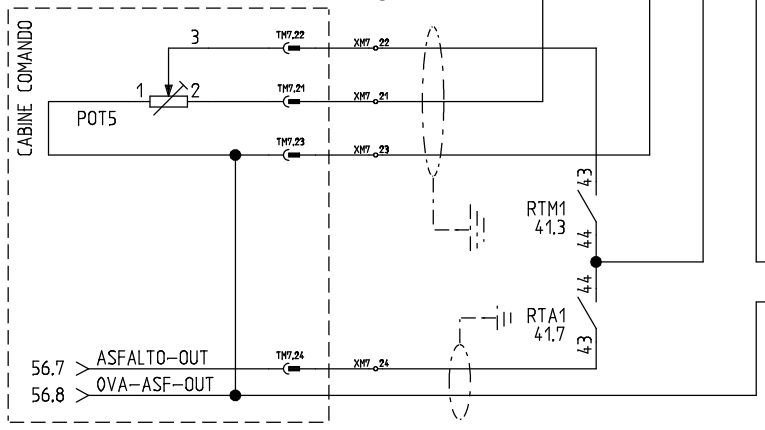 CABINE COMANDO
3
TM7.22
XM7 22
1
2
TM7.21
XM7 21
POT5
TM7.23
XM7 23
43
RTM1
41.3
44
44
RTA1
41.7
43
56.7
ASFALTO-OUT
TM7.24
XM7 24
56.8
0VA-ASF-OUT